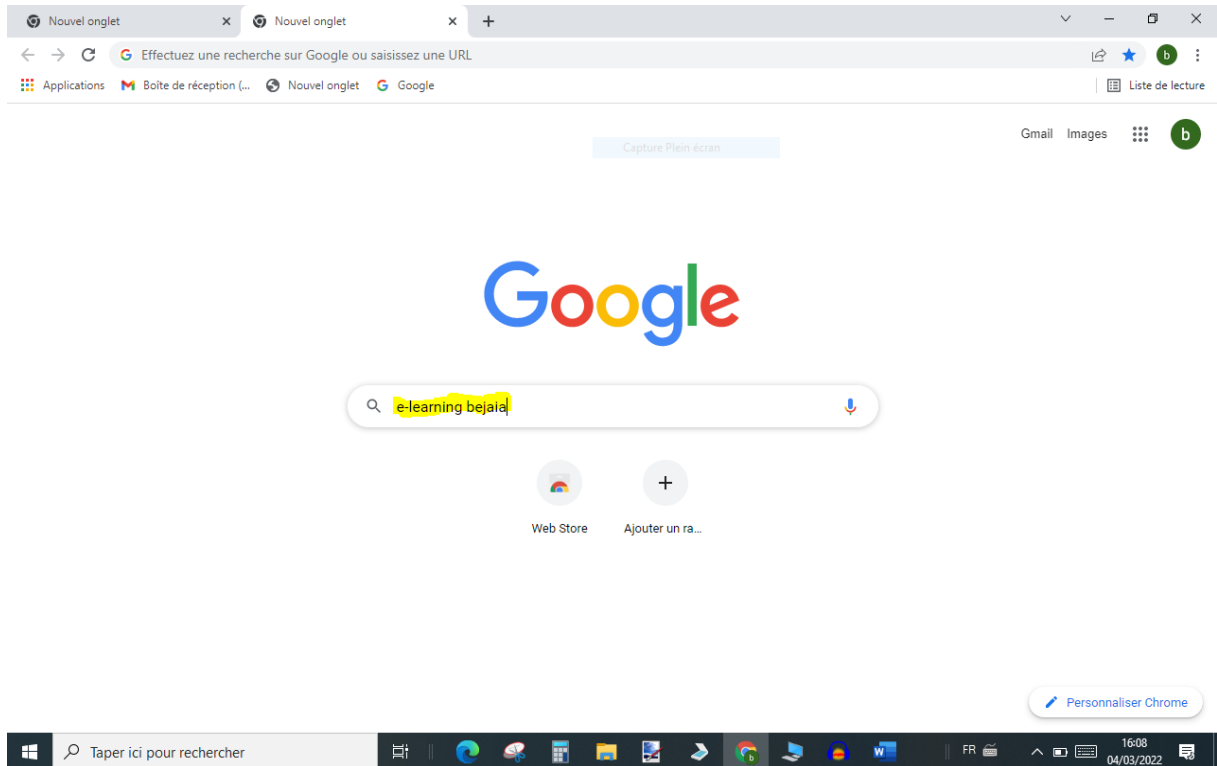 Nouvel onglet
Nouvel onglet
Effectuez une recherche sur Google ou saisissez une URL
b
Applications
Boîte de réception (...
Nouvel onglet
Google
Liste de lecture
Capture Plein écran
Gmail
Images
b
Google
e-learning bejaia
Web Store
Ajouter un ra...
Personnaliser Chrome
Taper ici pour rechercher
FR
16:08
04/03/2022